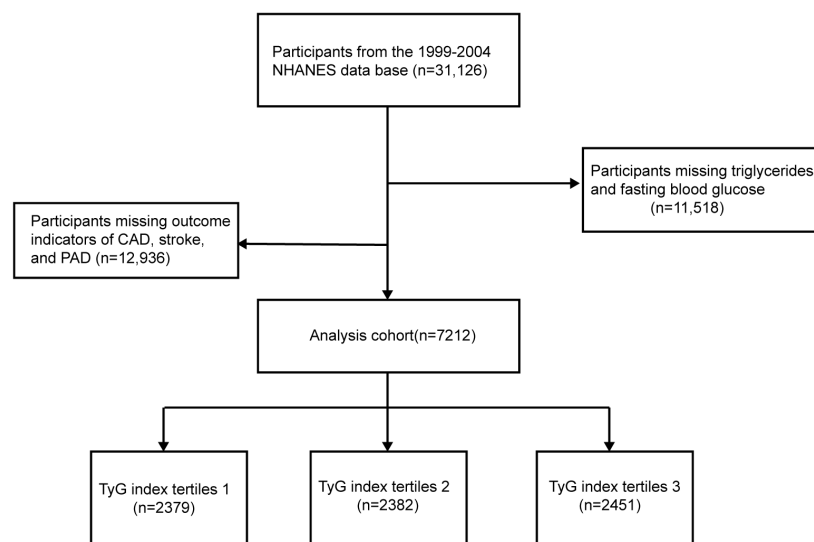 Participants from the 1999-2004
NHANES data base (n=31,126)
Participants missing triglycerides
and fasting blood glucose
(n=11,518)
Participants missing outcome
indicators of CAD, stroke,
and PAD (n=12,936)
Analysis cohort(n=7212)
TyG index tertiles 1
(n=2379)
TyG index tertiles 2
(n=2382)
TyG index tertiles 3
(n=2451)